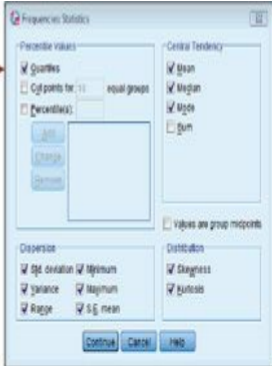 Frequencies: Statistics
Percentile Values
Quartiles
Cut points for: 10 equal groups
Percentile(s):
Add
Change
Remove
Central Tendency
Mean
Median
Mode
Sum
Values are group midpoints
Dispersion
Std. deviation Minimum
Variance Maximum
Range S.E. mean
Distribution
Skewness
Kurtosis
Continue Cancel Help